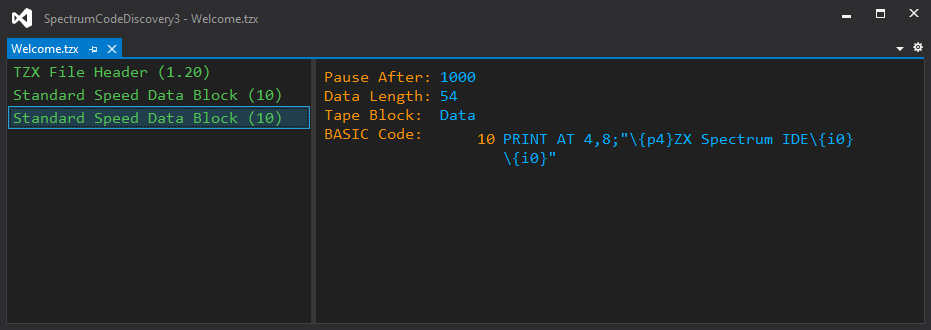 SpectrumCodeDiscovery3 - Welcome.tzx
Welcome.tzx
TZX File Header (1.20)
Standard Speed Data Block (10)
Standard Speed Data Block (10)
Pause After: 1000
Data Length: 54
Tape Block: Data
BASIC Code:
10 PRINT AT 4,8;"\{p4}ZX Spectrum IDE\{i0}
\{i0}"